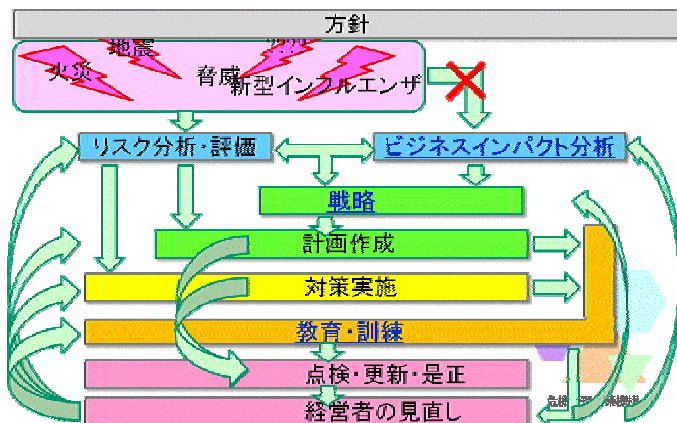 方針
地震
????
火災
脅威
新型インフルエンザ
リスク分析・評価
ビジネスインパクト分析
戦略
計画作成
対策実施
教育・訓練
点検・更新・是正
経営者の見直し